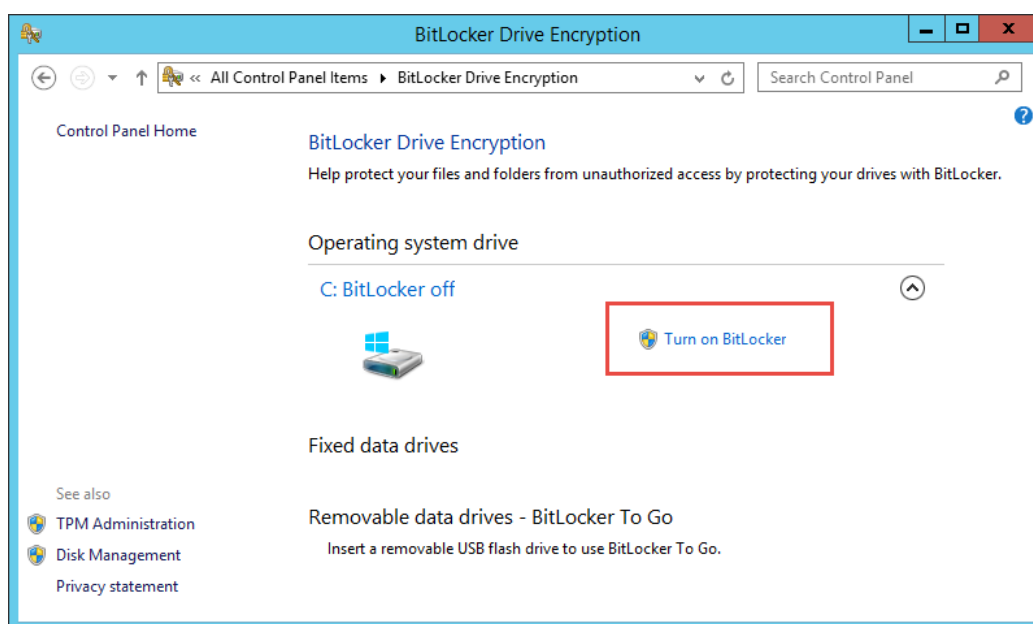 BitLocker Drive Encryption
x
« All Control Panel Items BitLocker Drive Encryption
Search Control Panel
?
Control Panel Home
BitLocker Drive Encryption
Help protect your files and folders from unauthorized access by protecting your drives with BitLocker.
Operating system drive
C: BitLocker off
Turn on BitLocker
Fixed data drives
See also
TPM Administration
Disk Management
Privacy statement
Removable data drives - BitLocker To Go
Insert a removable USB flash drive to use BitLocker To Go.